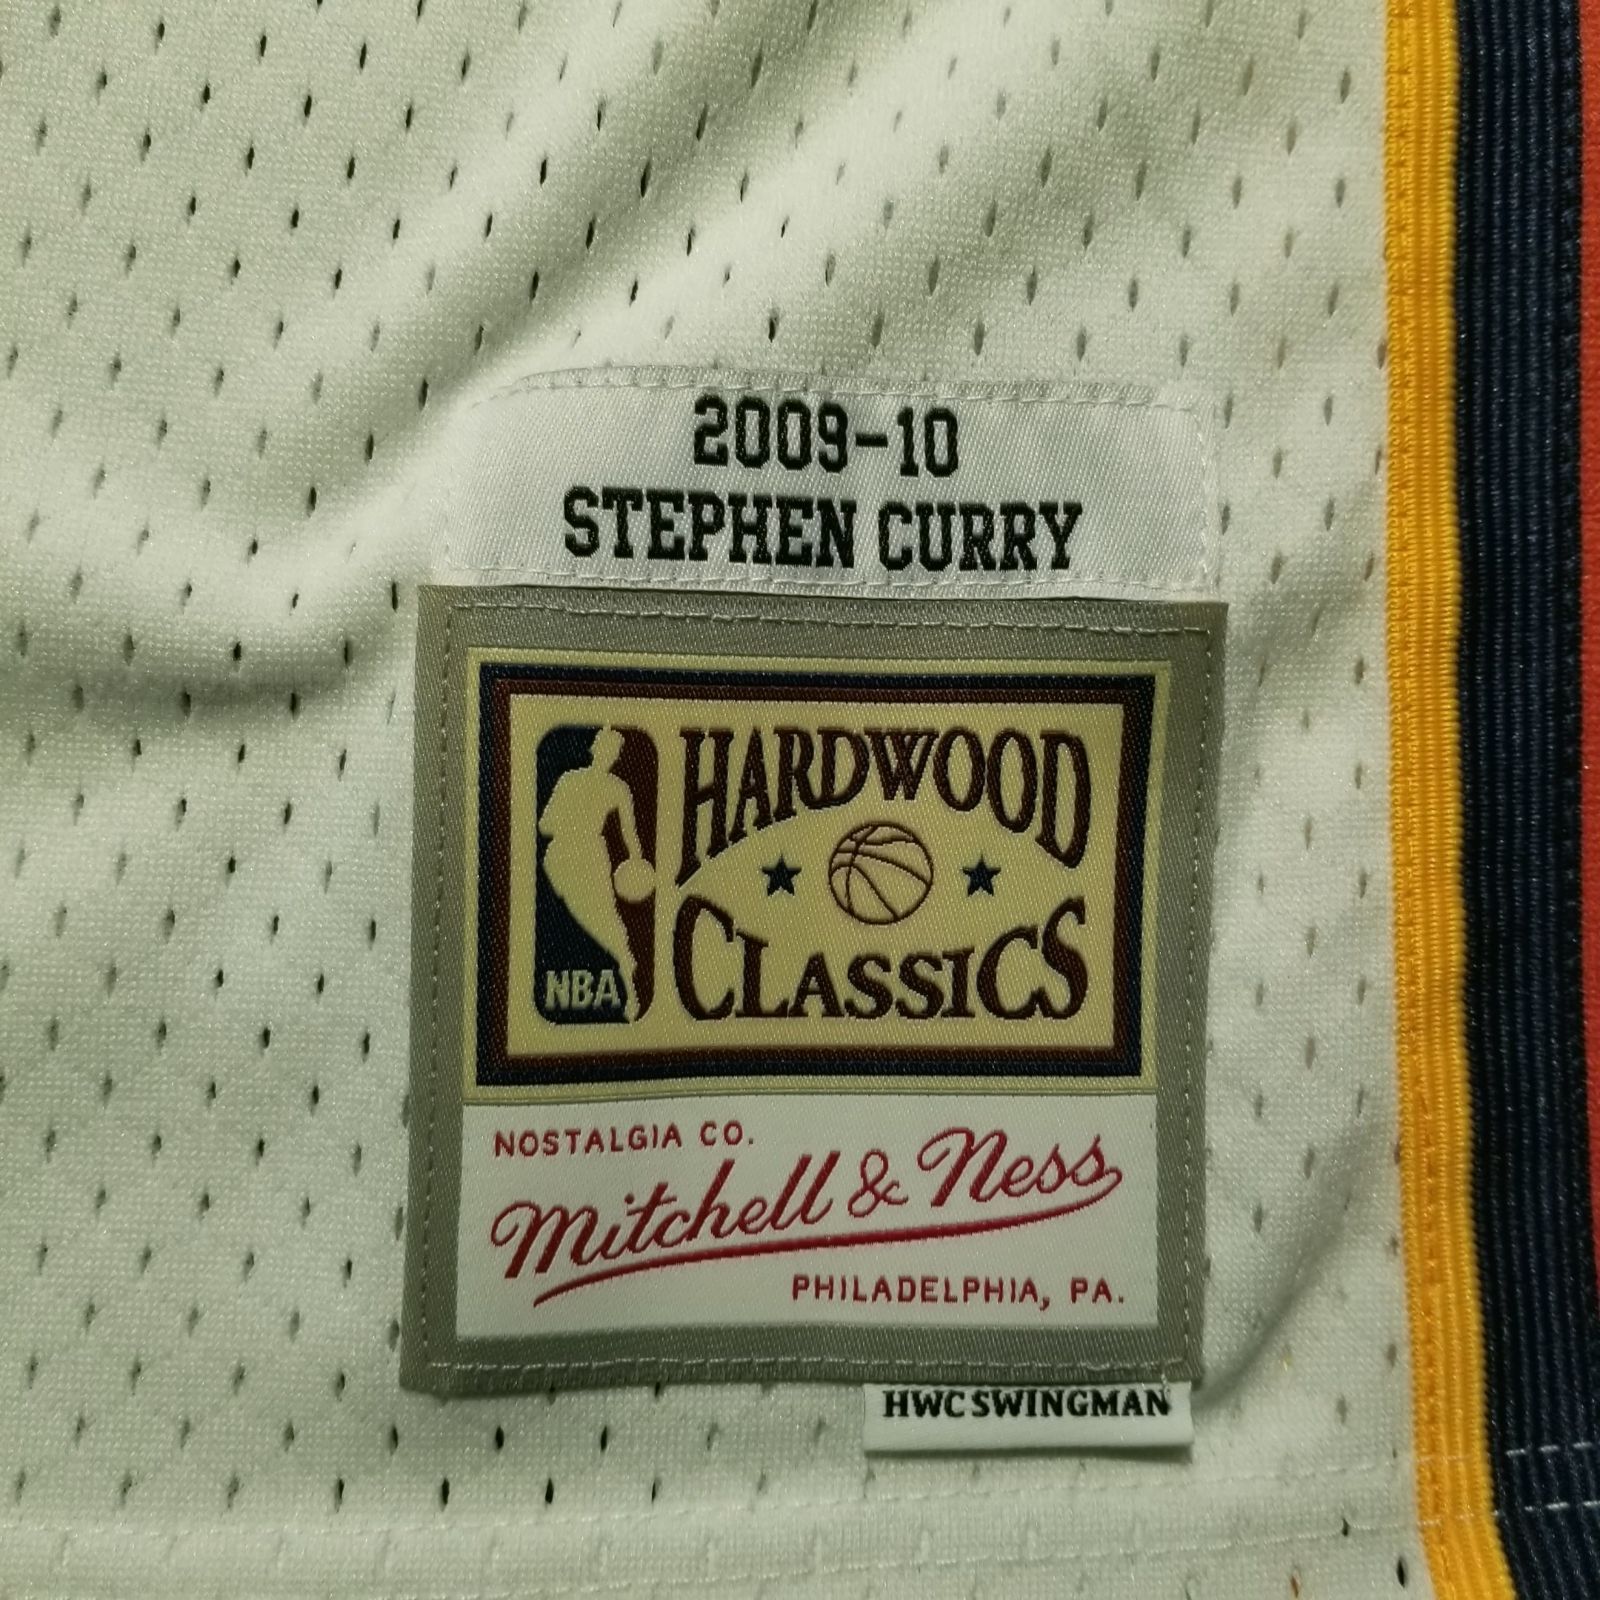 2009-10
STEPHEN CURRY
HARDWOOD
CLASSICS
NBA
NOSTALGIA CO.
Mitchell & Ness
PHILADELPHIA, PA.
HWC SWINGMAN